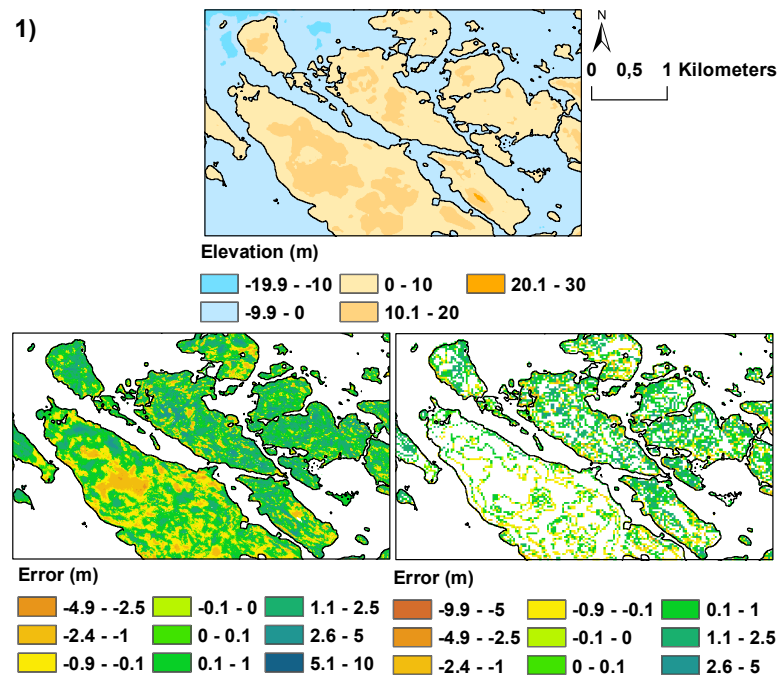 1)
N
0 0,5 1 Kilometers
Elevation (m)
-19.9 - -10 0 - 10 20.1 - 30
-9.9 - 0 10.1 - 20
Error (m)
-4.9 - -2.5 -0.1 - 0 1.1 - 2.5
-2.4 - -1 0 - 0.1 2.6 - 5
-0.9 - -0.1 0.1 - 1 5.1 - 10
Error (m)
-9.9 - -5 -0.9 - -0.1 0.1 - 1
-4.9 - -2.5 -0.1 - 0 1.1 - 2.5
-2.4 - -1 0 - 0.1 2.6 - 5